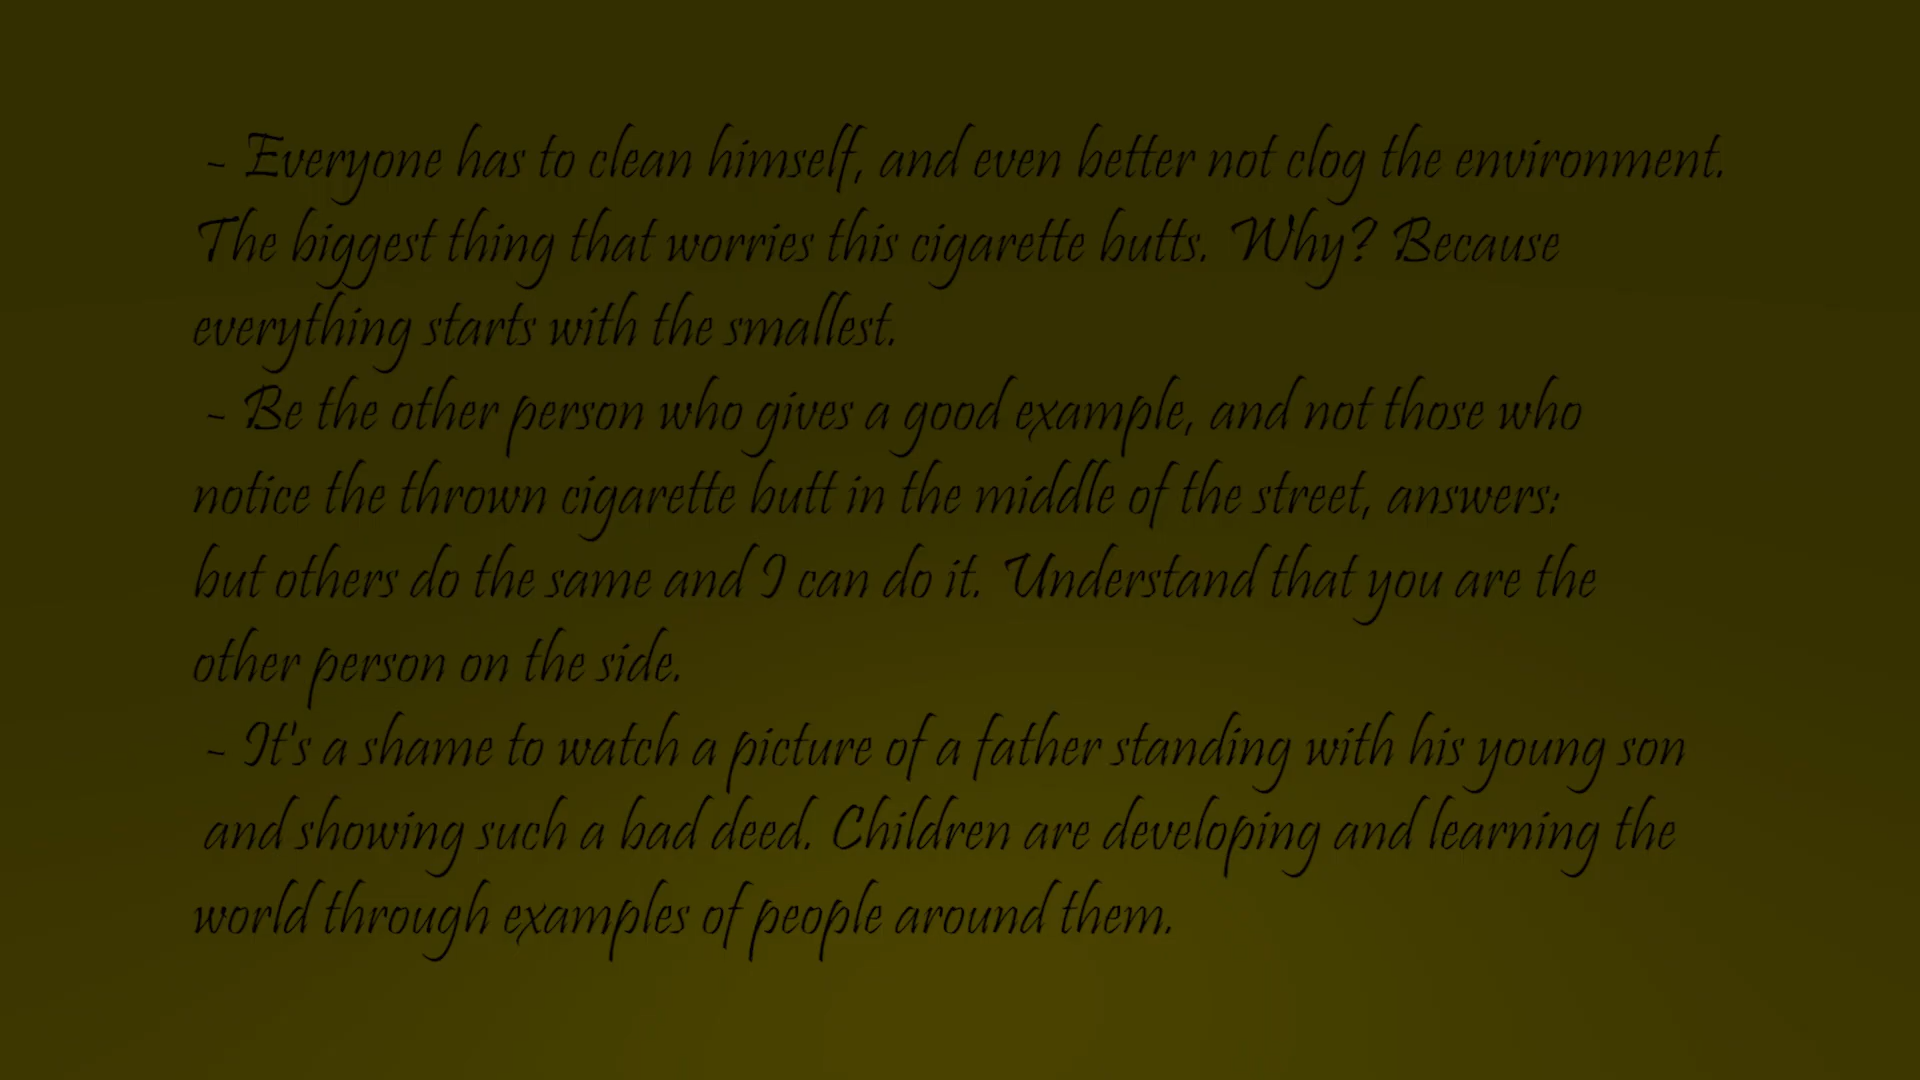 - Everyone has to clean himself, and even better not clog the environment.
The biggest thing that worries this cigarette butts. Why? Because
everything starts with the smallest.
- Be the other person who gives a good example, and not those who
notice the thrown cigarette butt in the middle of the street, answers:
but others do the same and I can do it. Understand that you are the
other person on the side.
- It's a shame to watch a picture of a father standing with his young son
and showing such a bad deed. Children are developing and learning the
world through examples of people around them.